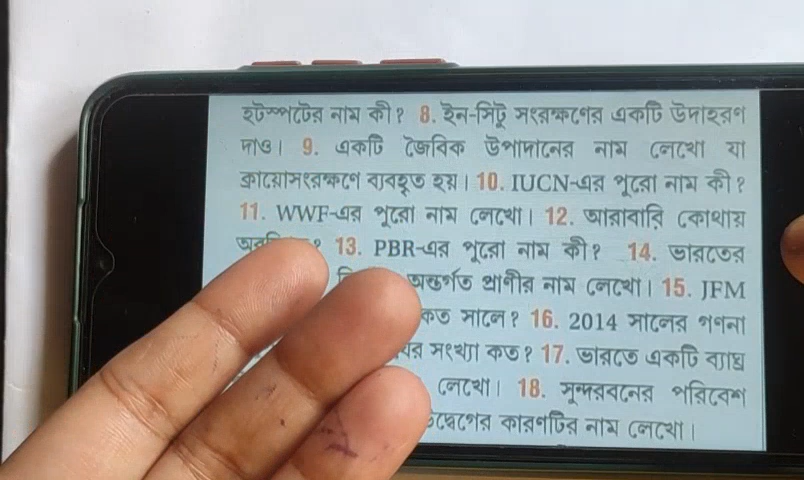 হটস্পটের নাম কী? 8. ইন-সিটু সংরক্ষণের একটি উদাহরণ
দাও। 9. একটি জৈবিক উপাদানের নাম লেখো যা
ক্রায়োসংরক্ষণে ব্যবহৃত হয়। 10. IUCN-এর পুরো নাম কী?
11. WWF-এর পুরো নাম লেখো। 12. আরাবারি কোথায়
13. PBR-এর পুরো নাম কী? 14. ভারতের
অন্তর্গত প্রাণীর নাম লেখো। 15. JFM
কত সালে? 16. 2014 সালের গণনা
সংখ্যা কত? 17. ভারতে একটি ব্যাঘ্র
লেখো। 18. সুন্দরবনের পরিবেশ
কারণটির নাম লেখো।